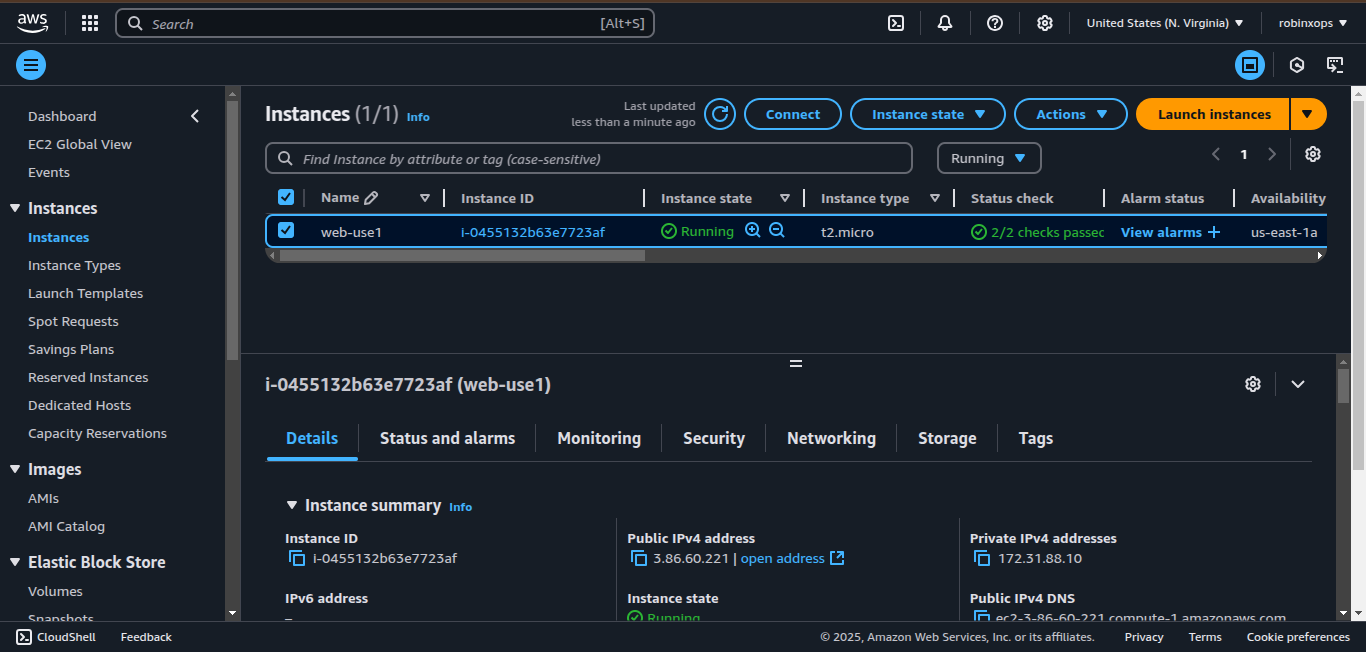 aws Search [Alt+S] United States (N. Virginia) robinxops
Dashboard
EC2 Global View
Events
Instances
Instances
Instance Types
Launch Templates
Spot Requests
Savings Plans
Reserved Instances
Dedicated Hosts
Capacity Reservations
Images
AMIs
AMI Catalog
Elastic Block Store
Volumes
Snapshots
Instances (1/1) Info
Last updated
less than a minute ago
Connect Instance state Actions Launch instances
Find Instance by attribute or tag (case-sensitive) Running 1
Name Instance ID Instance state Instance type Status check Alarm status Availability
web-use1 i-0455132b63e7723af Running t2.micro 2/2 checks passec View alarms + us-east-1a
i-0455132b63e7723af (web-use1)
Details Status and alarms Monitoring Security Networking Storage Tags
Instance summary Info
Instance ID
i-0455132b63e7723af
IPv6 address
–
Public IPv4 address
3.86.60.221 | open address
Instance state
Running
Private IPv4 addresses
172.31.88.10
Public IPv4 DNS
ec2-3-86-60-221.compute-1.amazonaws.com
CloudShell Feedback © 2025, Amazon Web Services, Inc. or its affiliates. Privacy Terms Cookie preferences